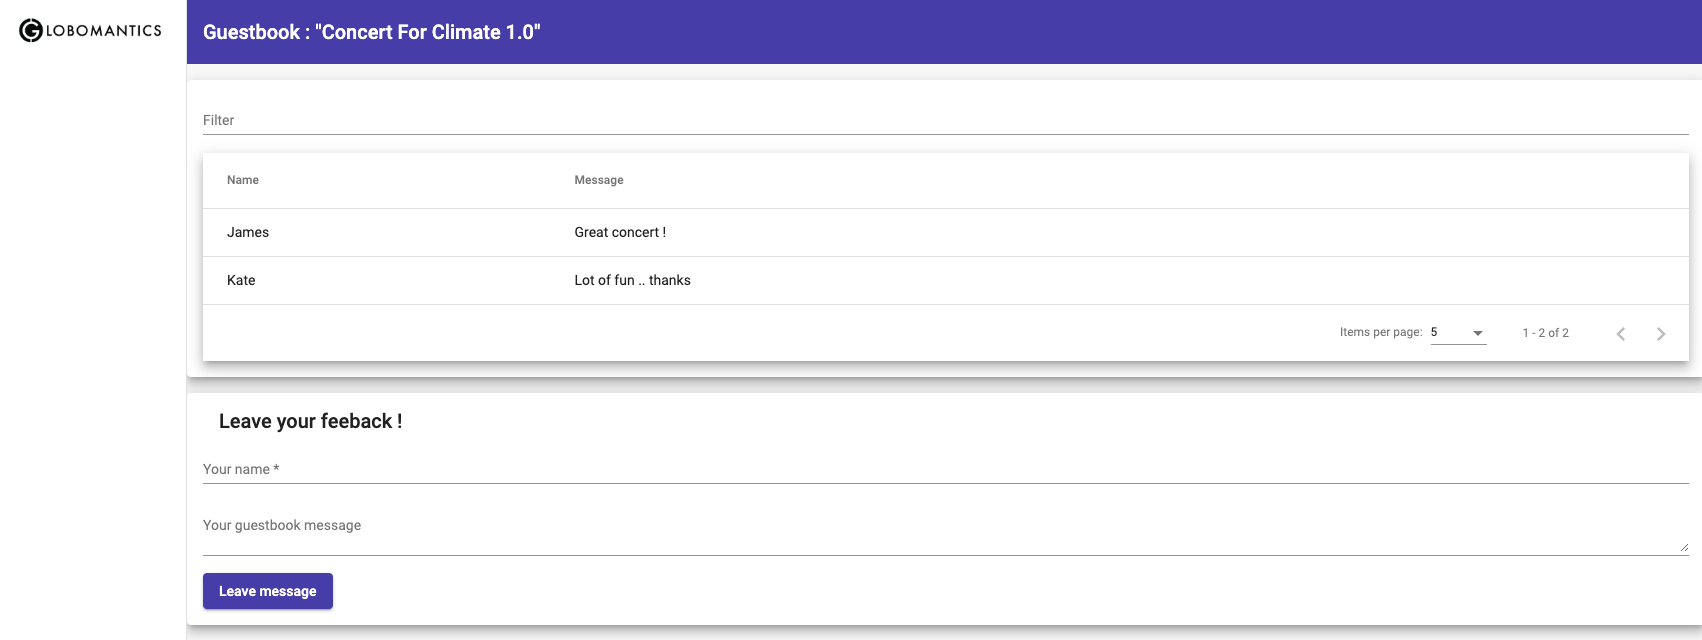 GLOBOMANTICS
Guestbook : "Concert For Climate 1.0"
Filter
Name Message
James Great concert !
Kate Lot of fun .. thanks
Items per page: 5 1 - 2 of 2
Leave your feeback !
Your name *
Your guestbook message
Leave message